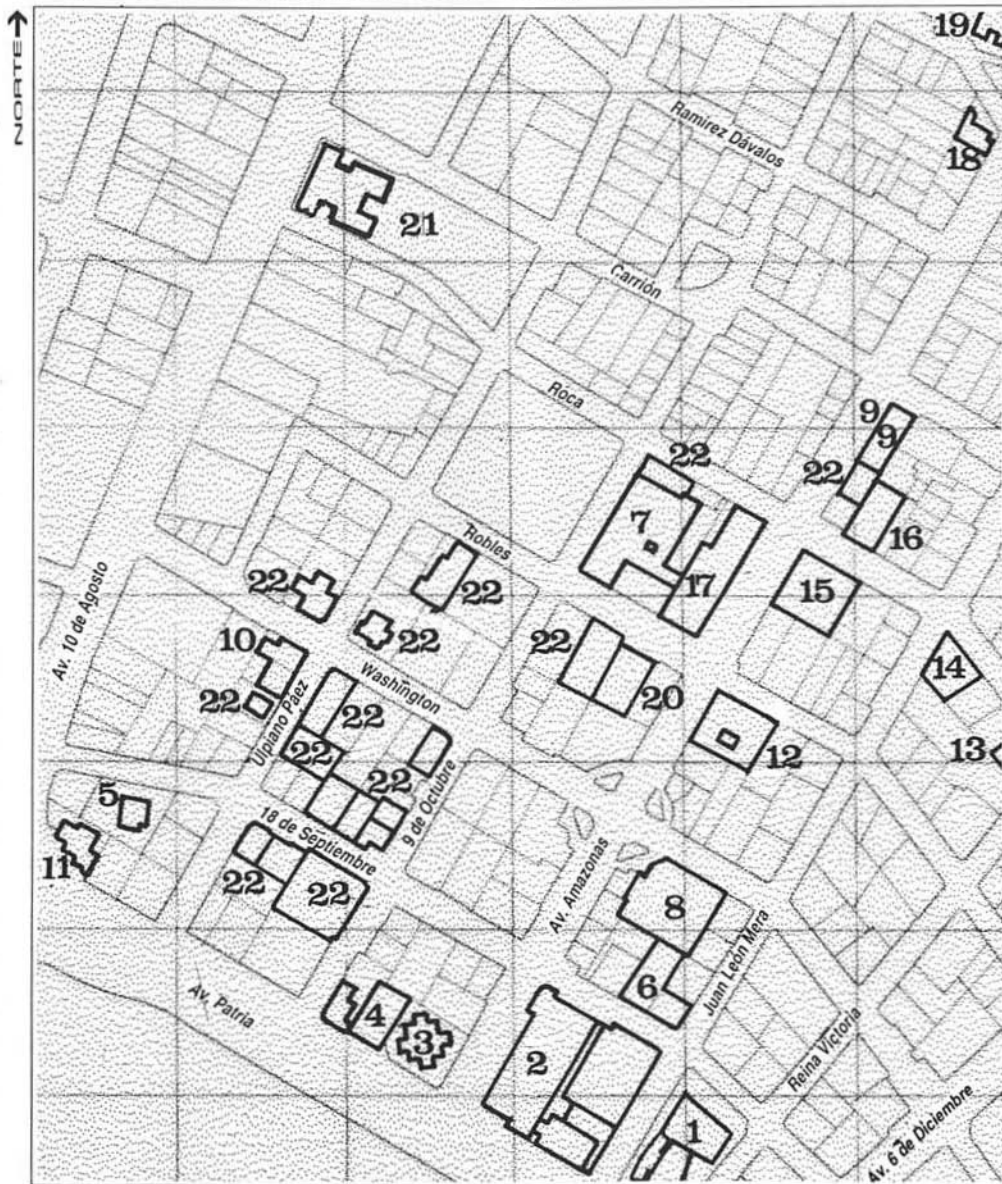 NORTE
19
Ramirez Dávalos
18
21
Carrión
Roca
9
9
22
22
7
16
Robles
17
22
22
15
Av. 10 de Agosto
22
22
10
14
Washington
20
22
22
Ulpiano Paez
12
13
22
22
5
9 de Octubre
18 de Septiembre
11
22
22
Av. Amazonas
8
Juan León Mera
6
Av. Patria
4
3
2
Reina Victoria
1
Av. 6 de Diciembre